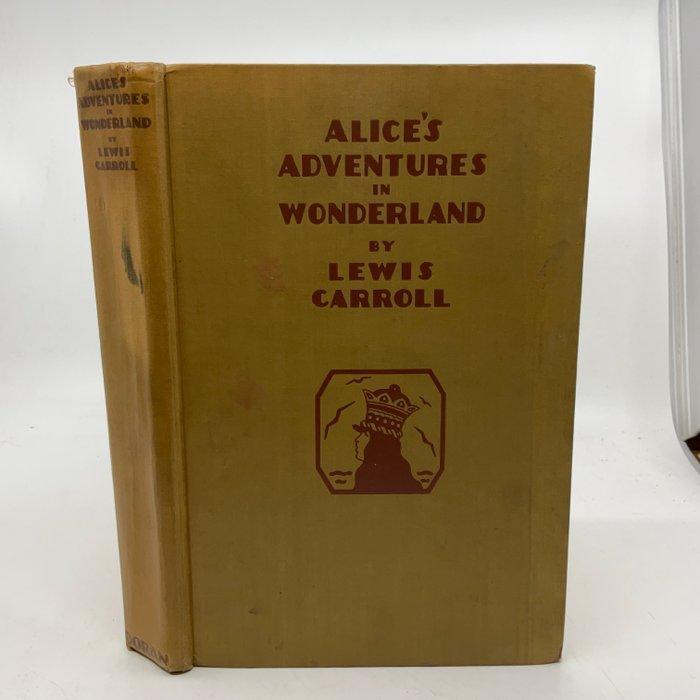 ALICE'S
ADVENTURES
IN
WONDERLAND
BY
LEWIS
CARROLL
ALICE'S
ADVENTURES
IN
WONDERLAND
BY
LEWIS
CARROLL
DORAN